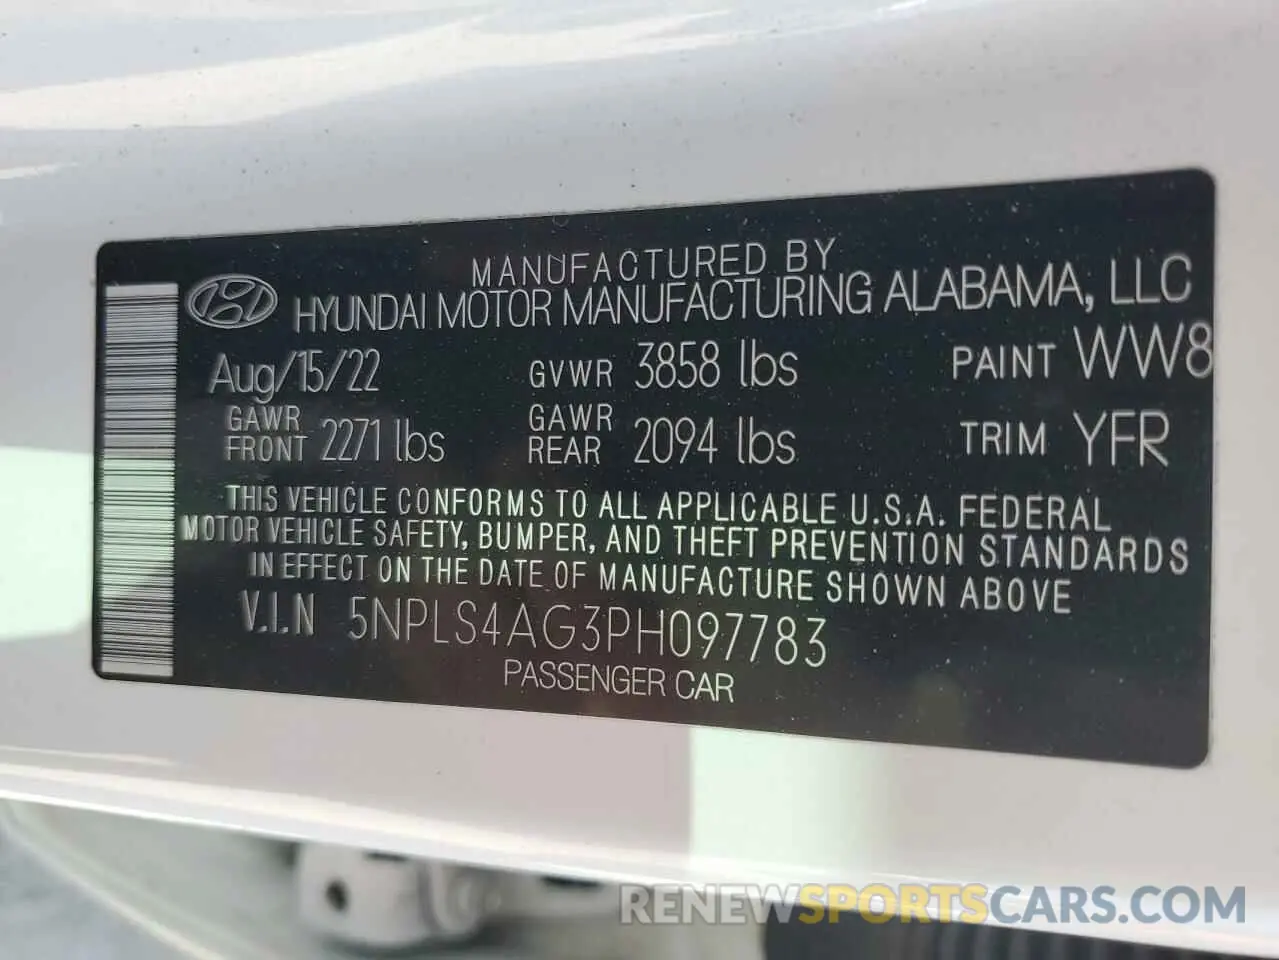 MANUFACTURED BY
HYUNDAI MOTOR MANUFACTURING ALABAMA, LLC
Aug/15/22 GVWR 3858 lbs PAINT WW8
GAWR FRONT 2271 lbs GAWR REAR 2094 lbs TRIM YFR
THIS VEHICLE CONFORMS TO ALL APPLICABLE U.S.A. FEDERAL
MOTOR VEHICLE SAFETY, BUMPER, AND THEFT PREVENTION STANDARDS
IN EFFECT ON THE DATE OF MANUFACTURE SHOWN ABOVE
V.I.N 5NPLS4AG3PH097783
PASSENGER CAR
RENEWSPORTSCARS.COM